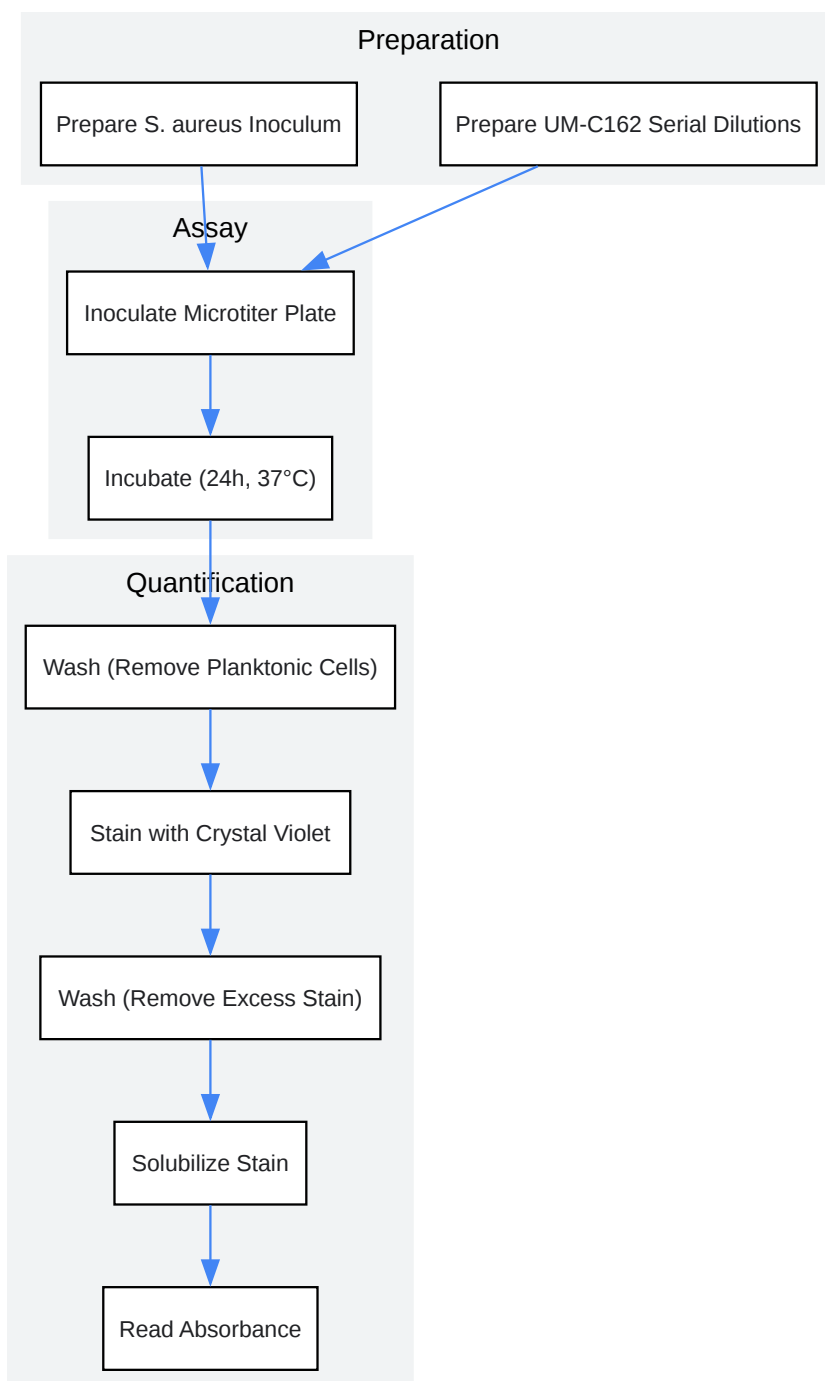 Preparation
Prepare S. aureus Inoculum
Prepare UM-C162 Serial Dilutions
Assay
Inoculate Microtiter Plate
Incubate (24h, 37°C)
Quantification
Wash (Remove Planktonic Cells)
Stain with Crystal Violet
Wash (Remove Excess Stain)
Solubilize Stain
Read Absorbance